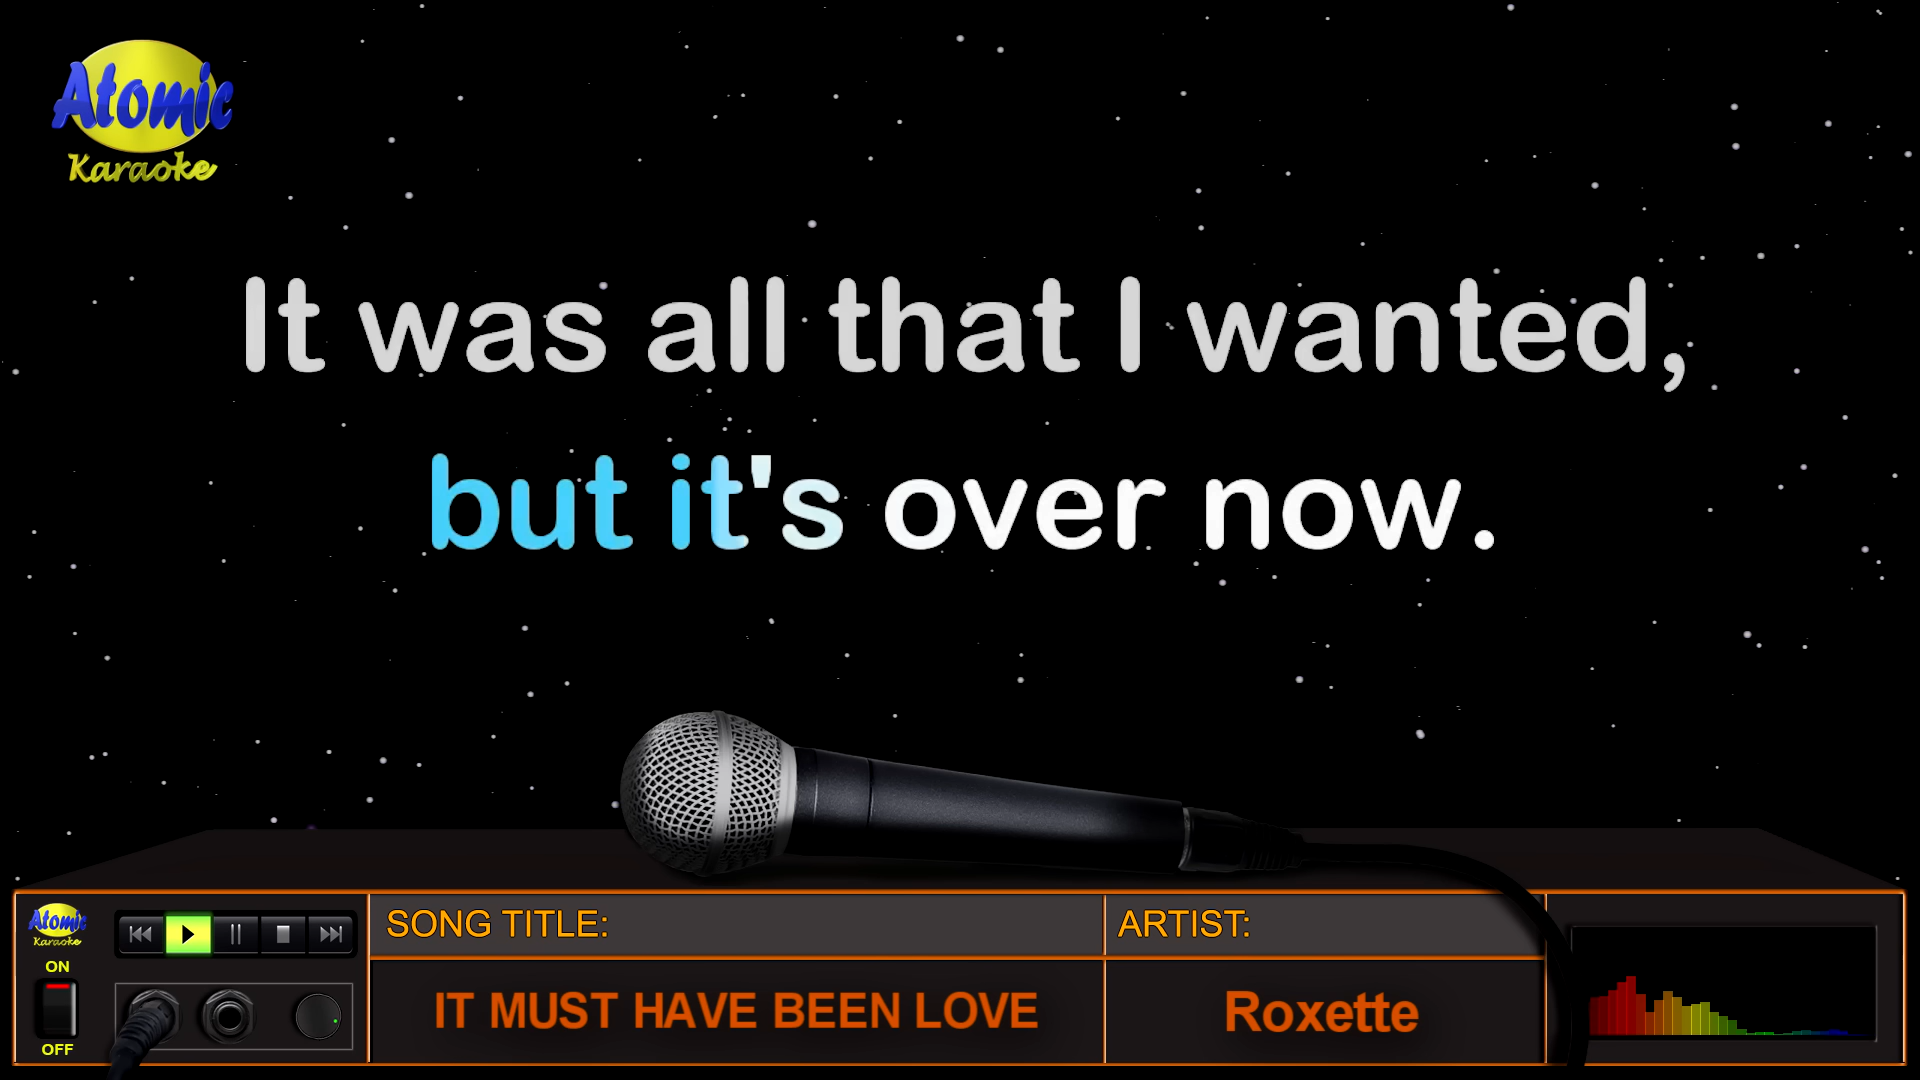 Atomic
Karaoke
It was all that I wanted,
but it's over now.
Atomic
Karaoke
ON
OFF
SONG TITLE:
IT MUST HAVE BEEN LOVE
ARTIST:
Roxette